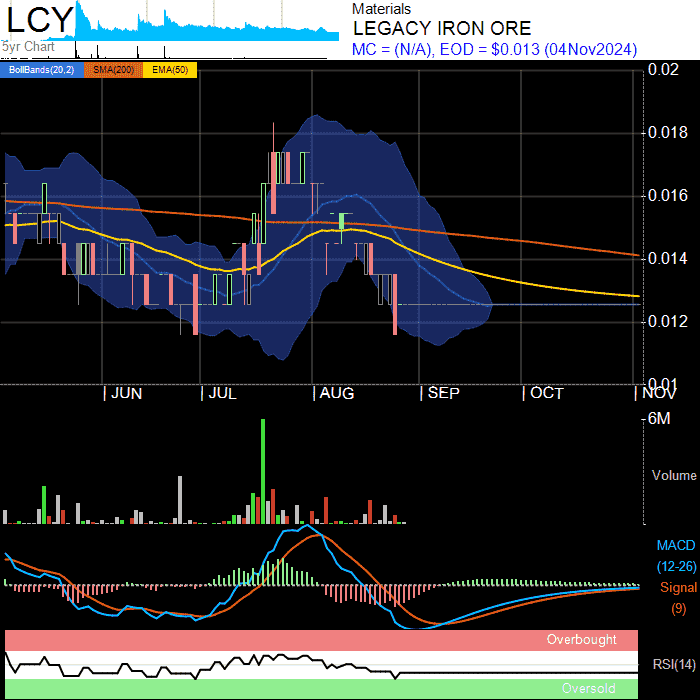 LCY
5yr Chart
Materials
LEGACY IRON ORE
MC = (N/A), EOD = $0.013 (04Nov2024)
BollBands(20,2) SMA(200) EMA(50)
0.02
0.018
0.016
0.014
0.012
0.01
JUN JUL AUG SEP OCT NOV
6M
Volume
MACD
(12-26)
Signal
(9)
Overbought
RSI(14)
Oversold